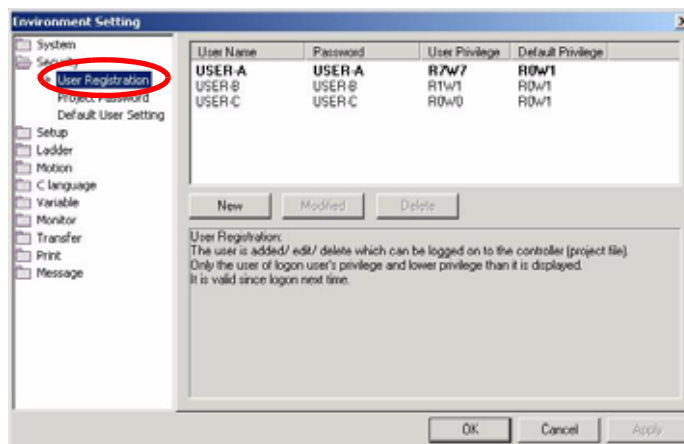 Environment Setting
System
Security
User Registration
Project Password
Default User Setting
Setup
Ladder
Motion
C language
Variable
Monitor
Transfer
Print
Message
User Name Password User Privilege Default Privilege
USER-A USER-A R7W7 R0W1
USER-B USER-B R1W1 R0W1
USER-C USER-C R0W0 R0W1
New Modified Delete
User Registration:
The user is added/ edit/ delete which can be logged on to the controller (project file).
Only the user of logon user's privilege and lower privilege than it is displayed.
It is valid since logon next time.
OK Cancel Apply